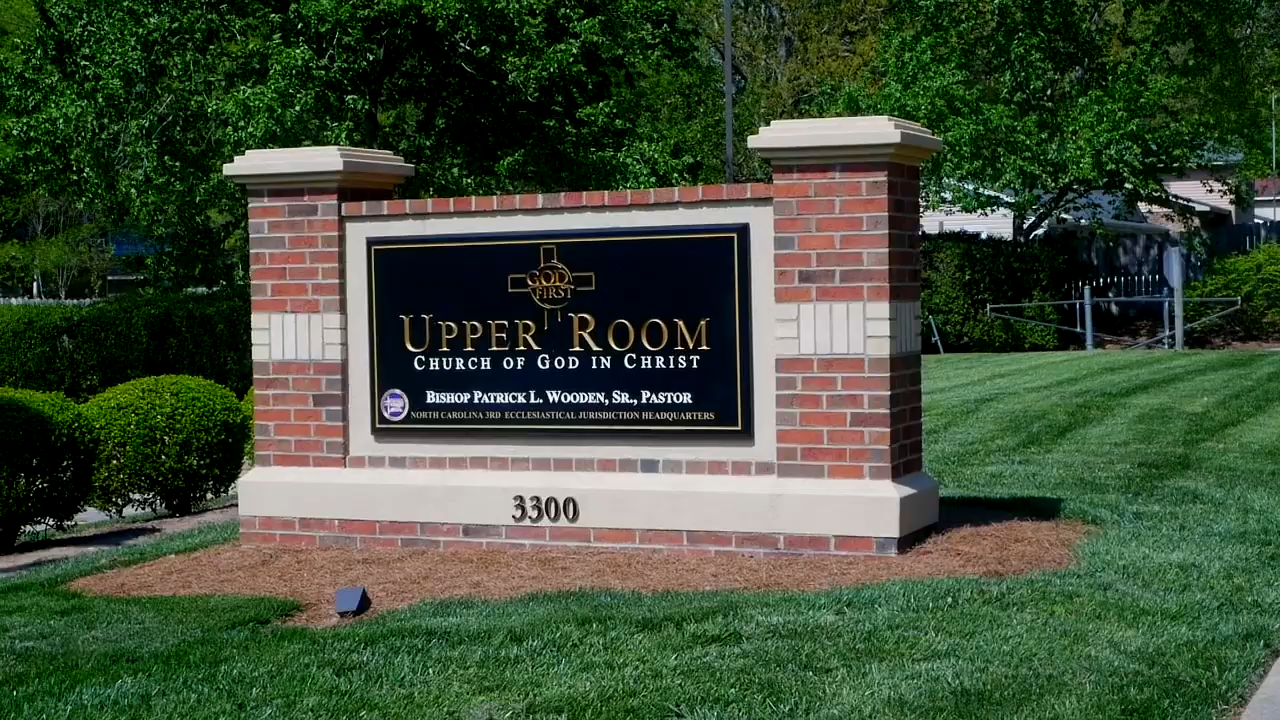 GOD
FIRST
UPPER ROOM
CHURCH OF GOD IN CHRIST
BISHOP PATRICK L. WOODEN, SR., PASTOR
NORTH CAROLINA 3RD ECCLESIASTICAL JURISDICTION HEADQUARTERS
3300